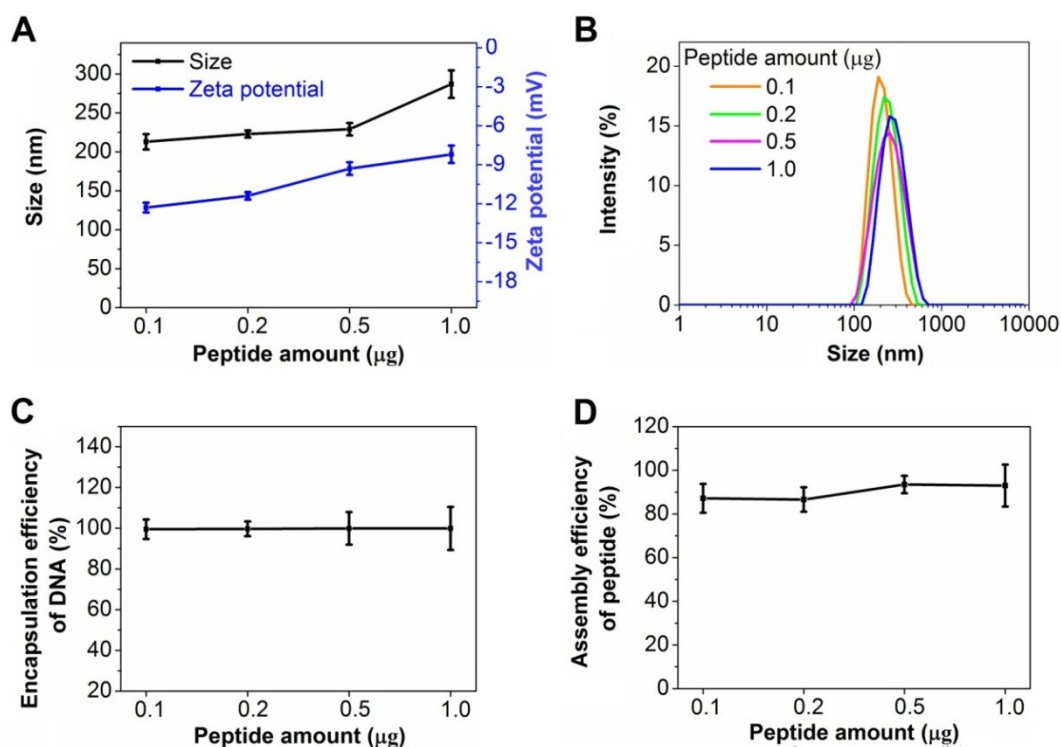 A
Size
Zeta potential
300
250
200
150
100
50
0
Size (nm)
0
-3
-6
-9
-12
-15
-18
Zeta potential (mV)
0.1 0.2 0.5 1.0
Peptide amount (μg)
B
Peptide amount (μg)
0.1
0.2
0.5
1.0
20
15
10
5
0
Intensity (%)
1 10 100 1000 10000
Size (nm)
C
140
120
100
80
60
40
20
Encapsulation efficiency
of DNA (%)
0.1 0.2 0.5 1.0
Peptide amount (μg)
D
120
100
80
60
40
20
0
Assembly efficiency
of peptide (%)
0.1 0.2 0.5 1.0
Peptide amount (μg)